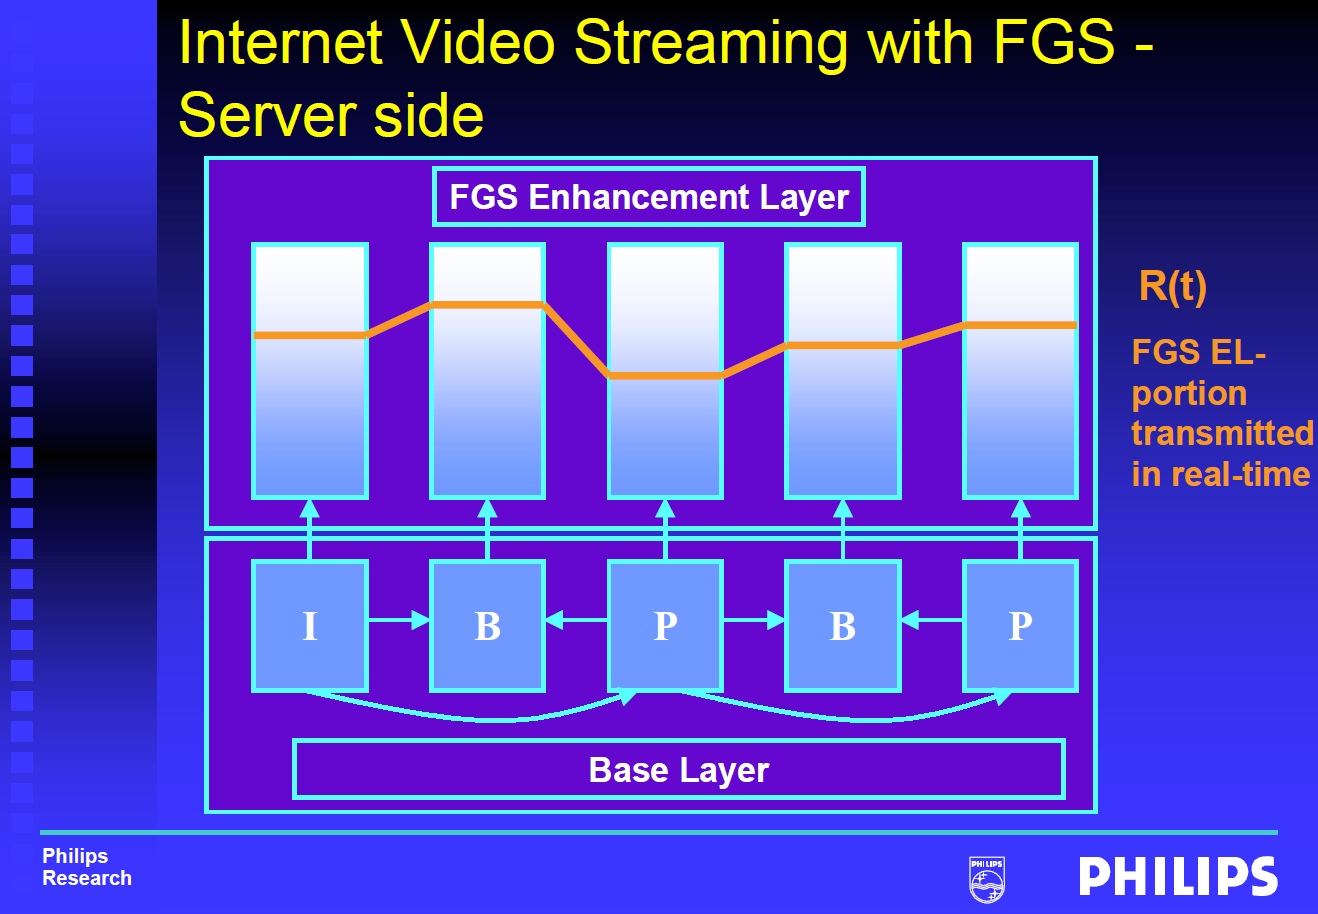 Internet Video Streaming with FGS -
Server side
FGS Enhancement Layer
R(t)
FGS EL-
portion
transmitted
in real-time
I
B
P
B
P
Base Layer
Philips
Research
PHILIPS
PHILIPS